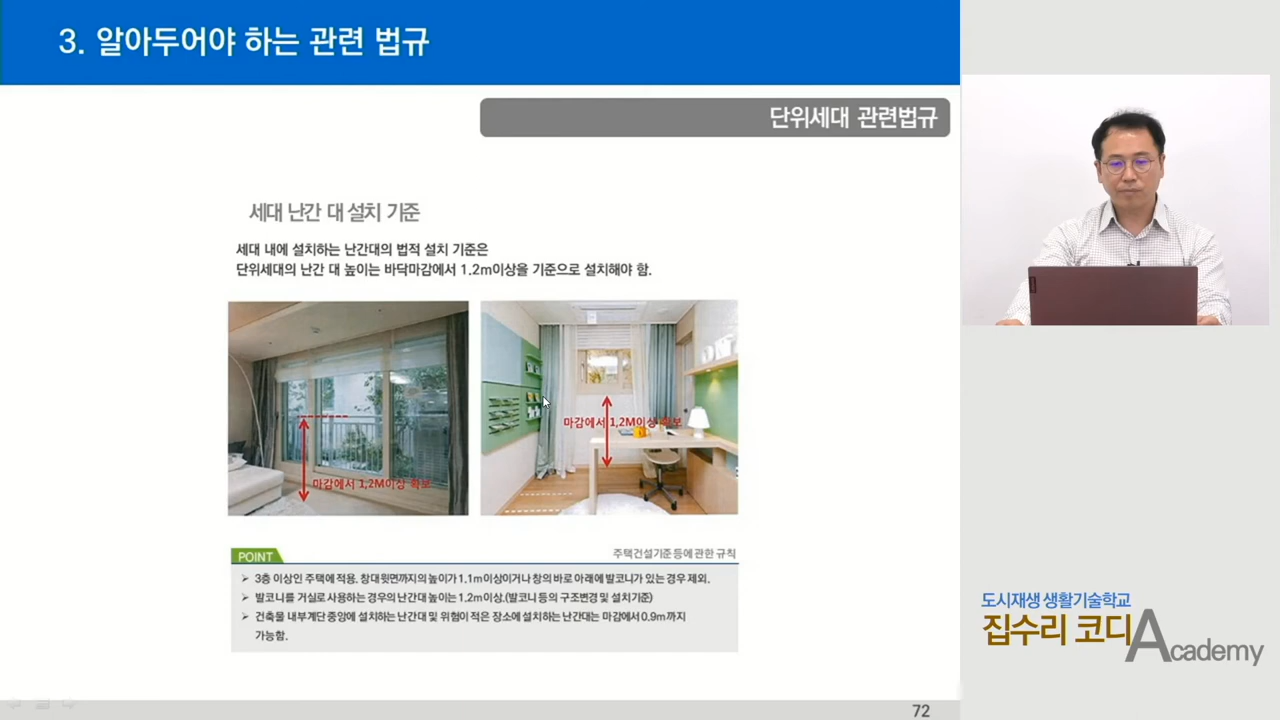 3. 알아두어야 하는 관련 법규
단위세대 관련법규
세대 난간 대 설치 기준
세대 내에 설치하는 난간대의 법적 설치 기준은
단위세대의 난간 대 높이는 바닥마감에서 1.2m이상을 기준으로 설치해야 함.
마감에서 1,2M이상 확보
마감에서 1,2M이상 확보
POINT
주택건설기준 등에 관한 규칙
➢ 3층 이상인 주택에 적용. 창대 윗면까지의 높이가 1.1m이상이거나 창의 바로 아래에 발코니가 있는 경우 제외.
➢ 발코니를 거실로 사용하는 경우의 난간대 높이는 1.2m이상.(발코니 등의 구조변경 및 설치기준)
➢ 건축물 내부계단 중앙에 설치하는 난간대 및 위험이 적은 장소에 설치하는 난간대는 마감에서 0.9m까지
가능함.
72
도시재생 생활기술학교
집수리 코디
Academy